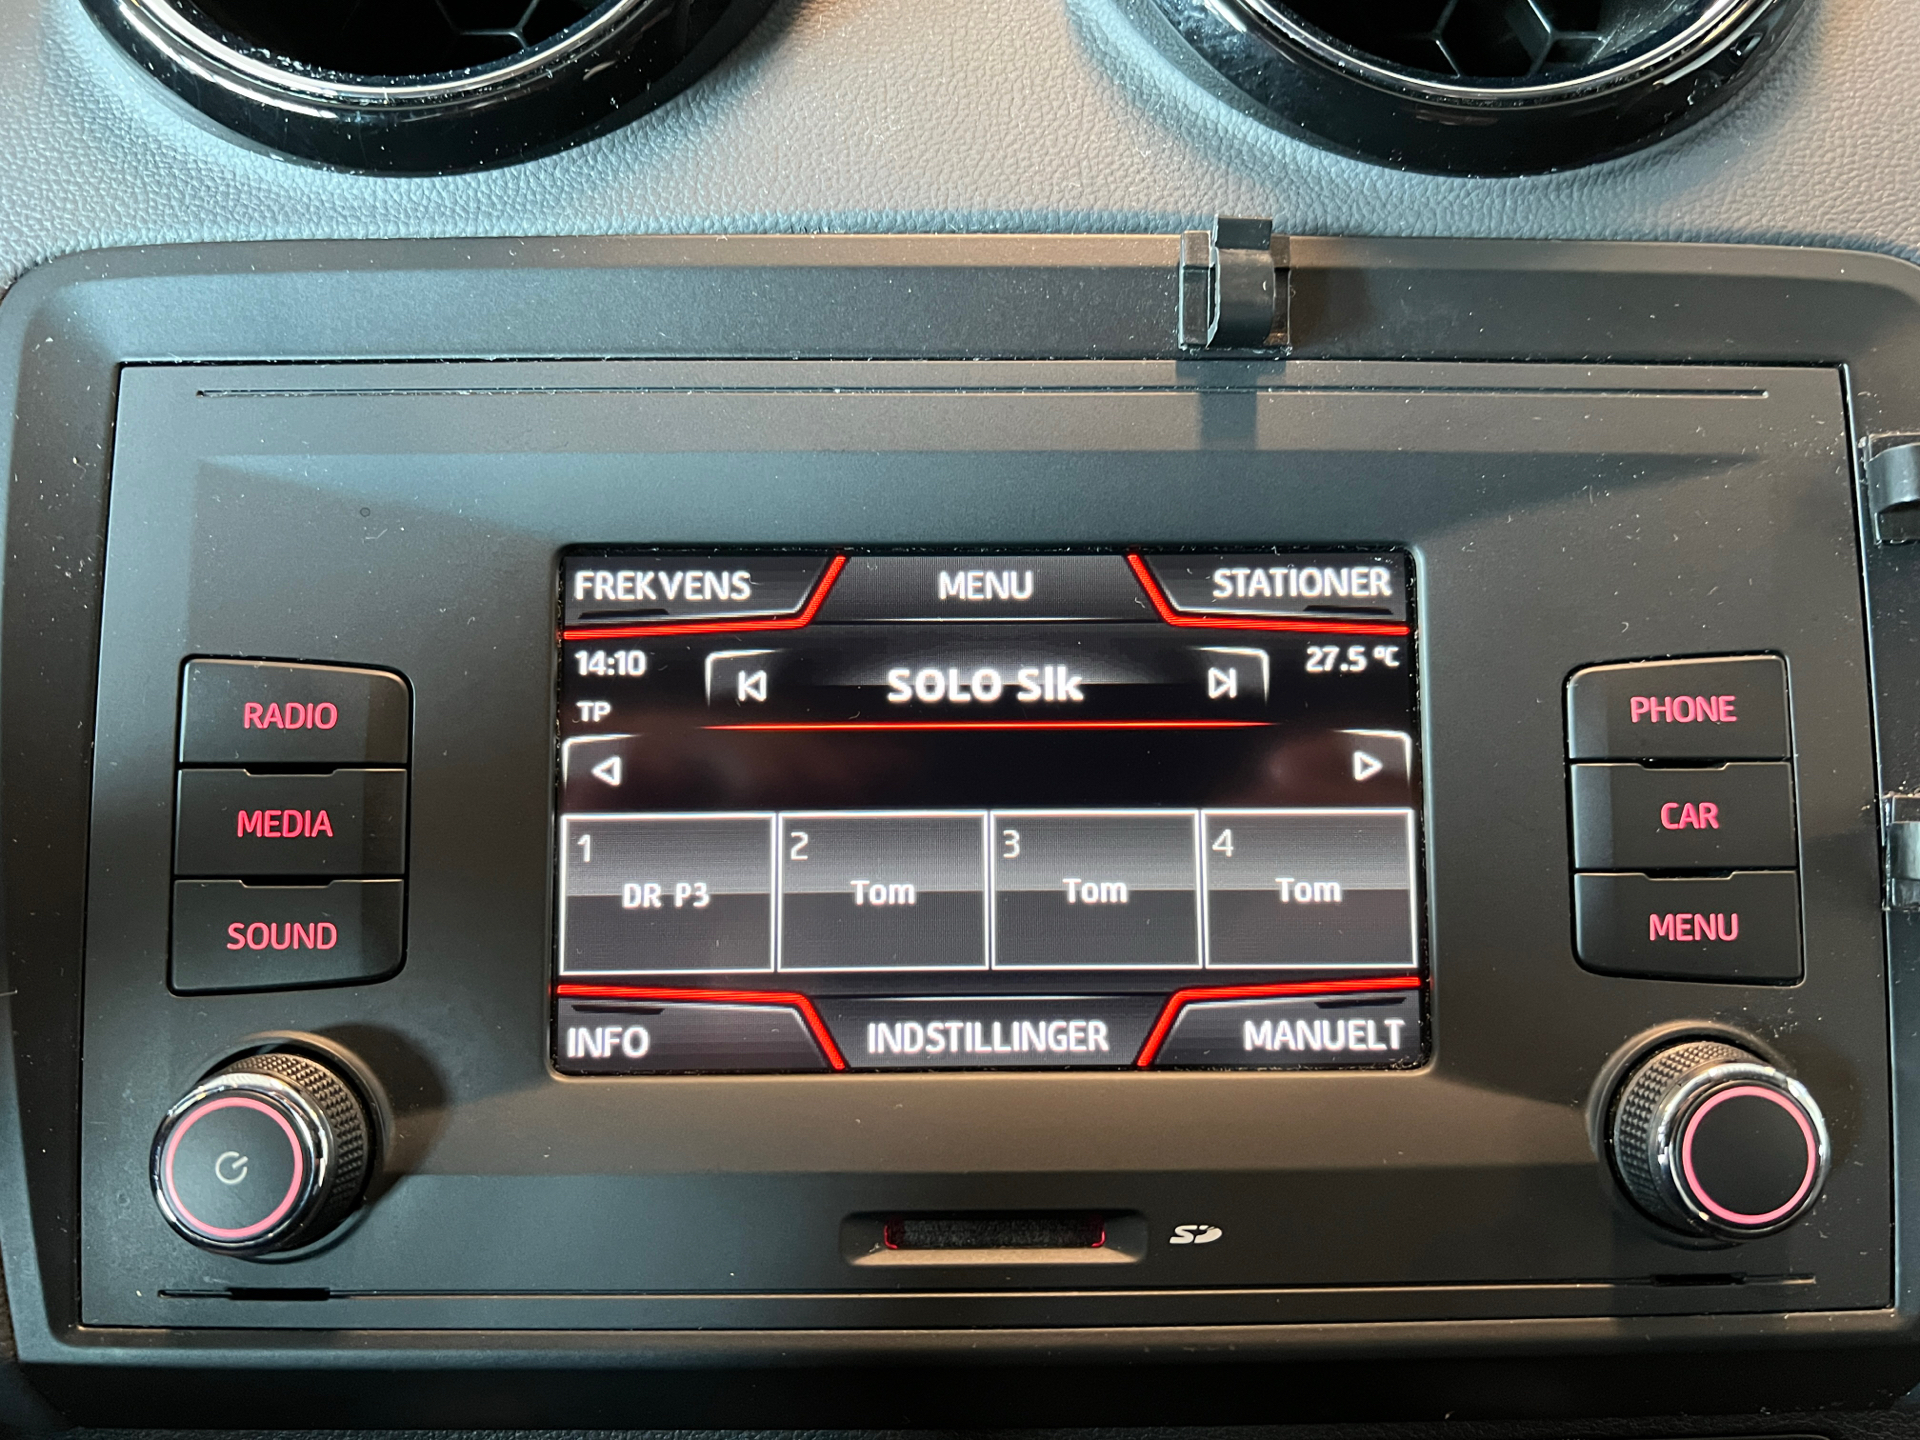 FREKVENS MENU STATIONER
14:10 SOLO Slk 27.5 °C
TP
RADIO
MEDIA
SOUND
1 2 3 4
DR P3 Tom Tom Tom
INFO INDSTILLINGER MANUELT
PHONE
CAR
MENU
SD